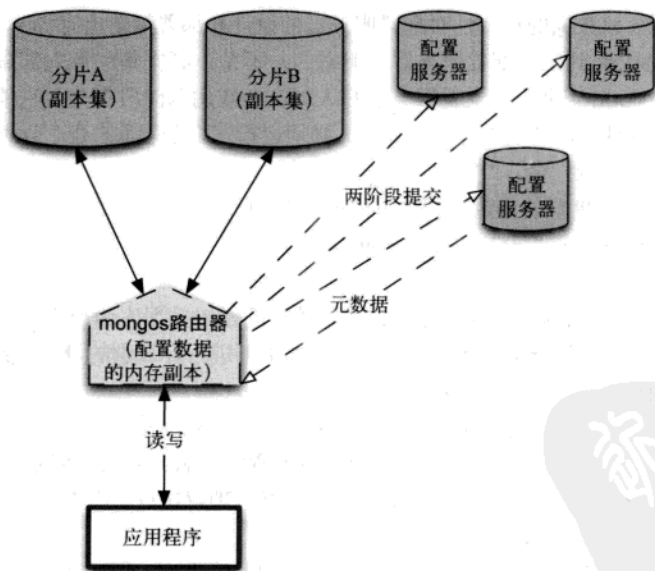 分片A
（副本集）
分片B
（副本集）
配置
服务器
配置
服务器
配置
服务器
两阶段提交
元数据
mongos路由器
（配置数据
的内存副本）
读写
应用程序